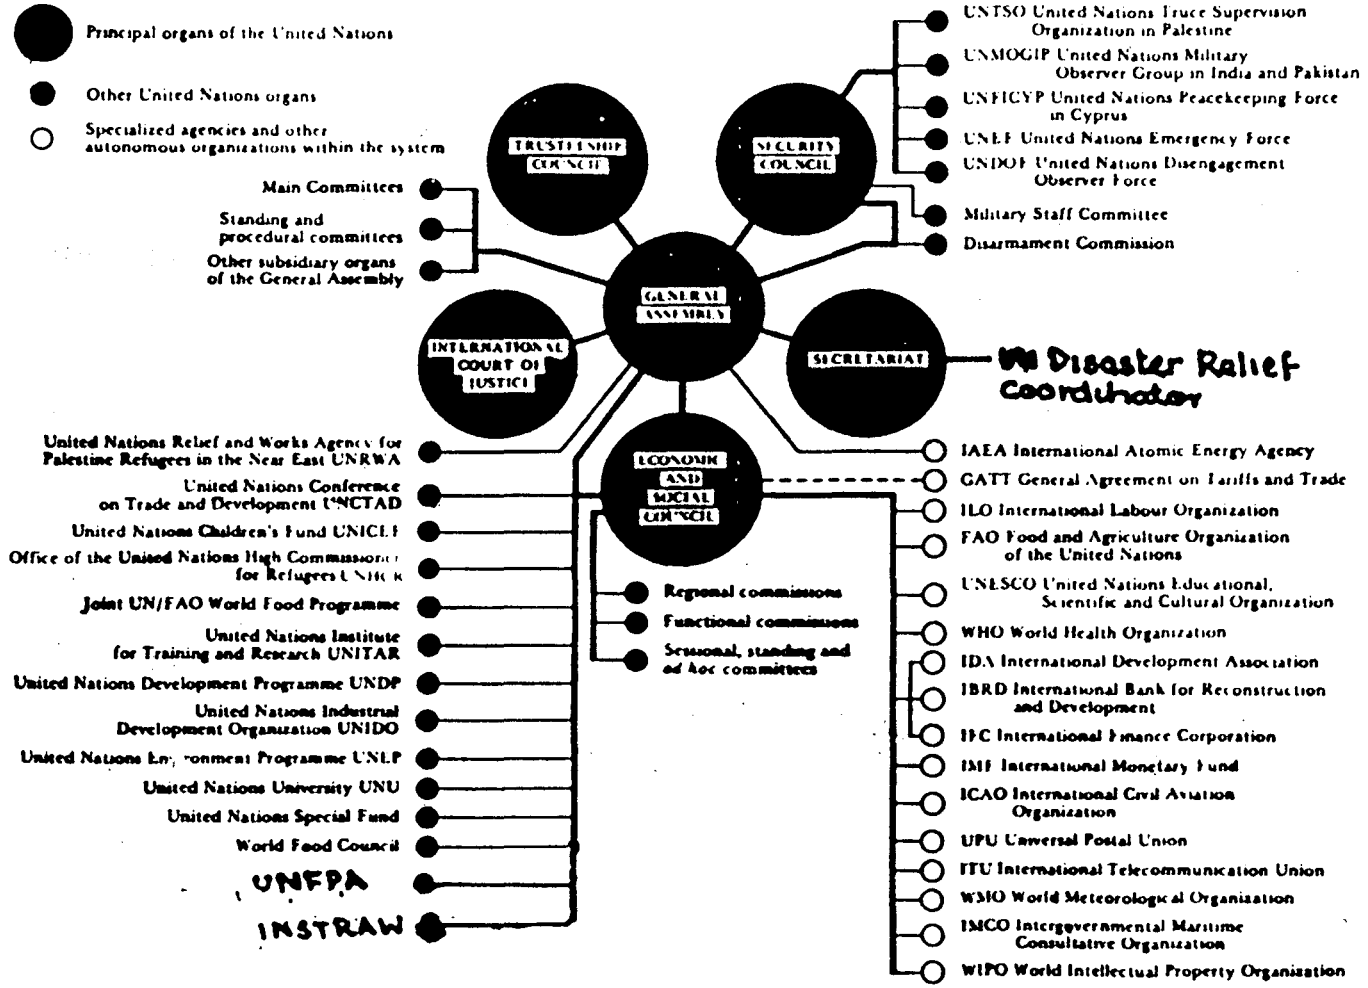 Principal organs of the United Nations
Other United Nations organs
Specialized agencies and other
autonomous organizations within the system
TRUSTEESHIP
COUNCIL
SECURITY
COUNCIL
GENERAL
ASSEMBLY
INTERNATIONAL
COURT OF
JUSTICE
SECRETARIAT
ECONOMIC
AND
SOCIAL
COUNCIL
UNTSO United Nations Truce Supervision
Organization in Palestine
UNMOGIP United Nations Military
Observer Group in India and Pakistan
UNFICYP United Nations Peacekeeping Force
in Cyprus
UNEF United Nations Emergency Force
UNDOF United Nations Disengagement
Observer Force
Military Staff Committee
Disarmament Commission
Main Committees
Standing and
procedural committees
Other subsidiary organs
of the General Assembly
UN Disaster Relief
Coordinator
United Nations Relief and Works Agency for
Palestine Refugees in the Near East UNRWA
United Nations Conference
on Trade and Development UNCTAD
United Nations Children's Fund UNICEF
Office of the United Nations High Commissioner
for Refugees UNHCR
Joint UN/FAO World Food Programme
United Nations Institute
for Training and Research UNITAR
United Nations Development Programme UNDP
United Nations Industrial
Development Organization UNIDO
United Nations Environment Programme UNEP
United Nations University UNU
United Nations Special Fund
World Food Council
UNFPA
INSTRAW
Regional commissions
Functional commissions
Sessional, standing and
ad hoc committees
IAEA International Atomic Energy Agency
GATT General Agreement on Tariffs and Trade
ILO International Labour Organization
FAO Food and Agriculture Organization
of the United Nations
UNESCO United Nations Educational,
Scientific and Cultural Organization
WHO World Health Organization
IDA International Development Association
IBRD International Bank for Reconstruction
and Development
IFC International Finance Corporation
IMF International Monetary Fund
ICAO International Civil Aviation
Organization
UPU Universal Postal Union
ITU International Telecommunication Union
WMO World Meteorological Organization
IMCO Intergovernmental Maritime
Consultative Organization
WIPO World Intellectual Property Organization